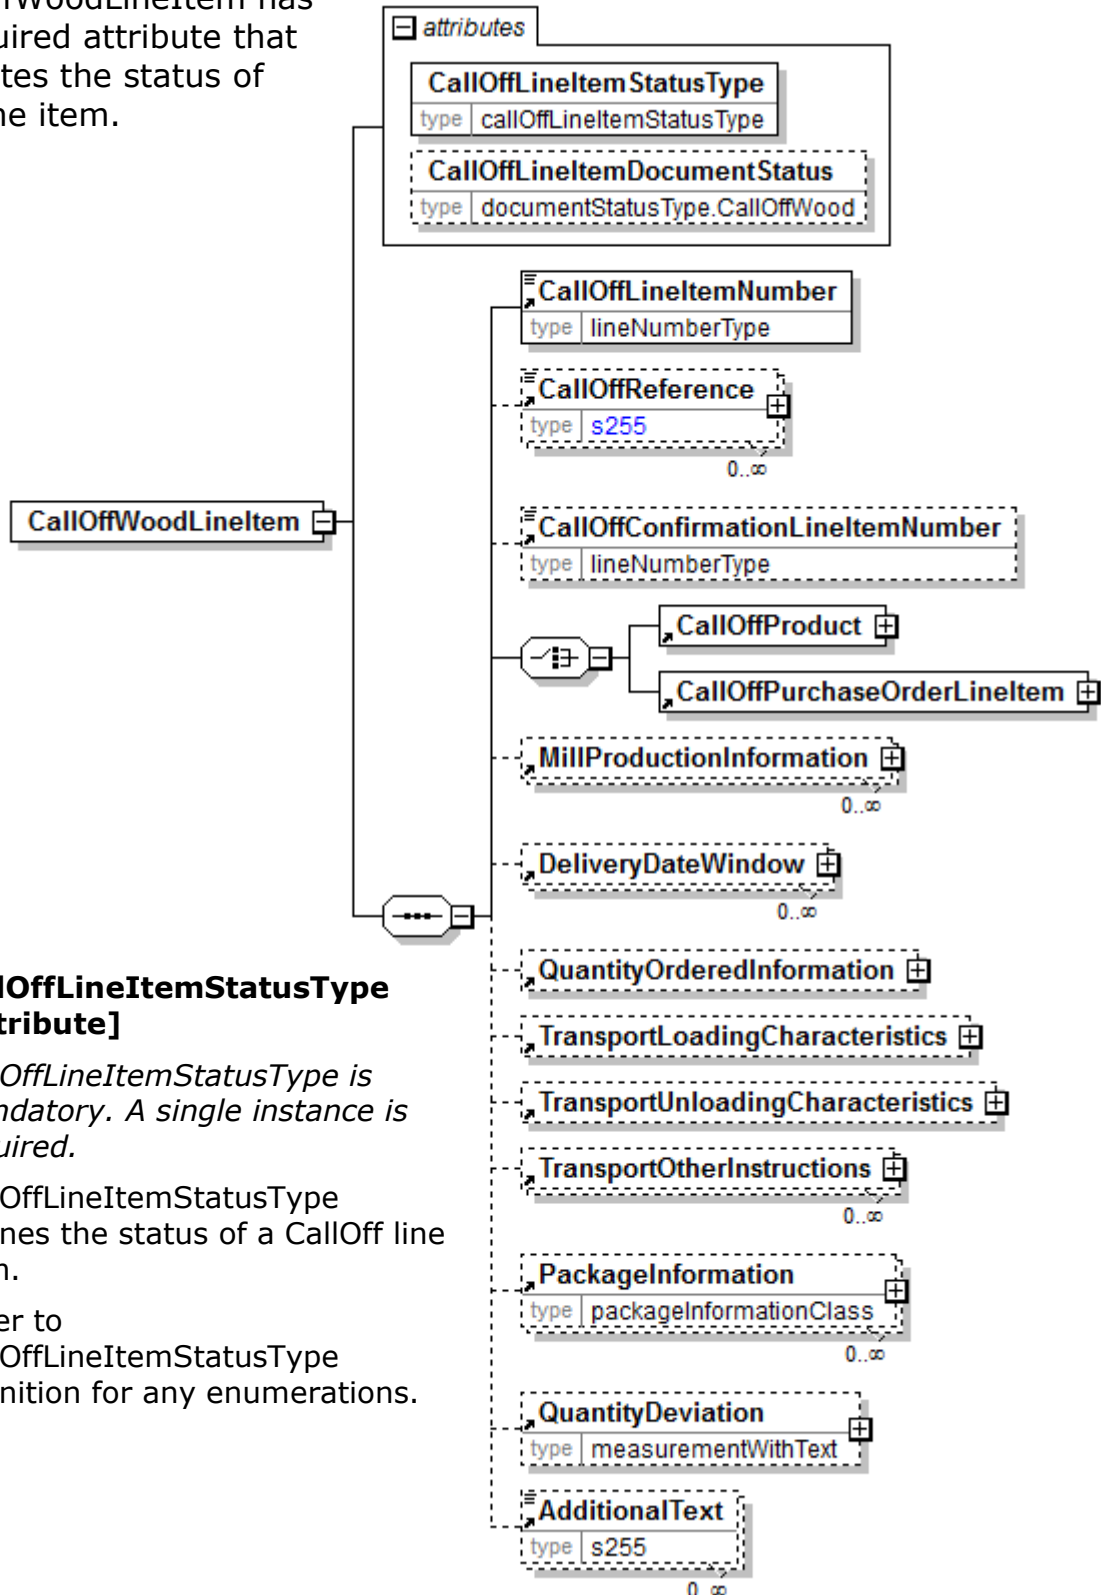 fWoodLineItem has
uired attribute that
tes the status of
ne item.
attributes
CallOffLineItemStatusType
type callOffLineItemStatusType
CallOffLineItemDocumentStatus
type documentStatusType.CallOffWood
CallOffLineItemNumber
type lineNumberType
CallOffReference
type s255
0..∞
CallOffWoodLineItem
CallOffConfirmationLineItemNumber
type lineNumberType
CallOffProduct
CallOffPurchaseOrderLineItem
MillProductionInformation
0..∞
DeliveryDateWindow
0..∞
lOffLineItemStatusType
tribute]
OffLineItemStatusType is
ndatory. A single instance is
uired.
OffLineItemStatusType
nes the status of a CallOff line
n.
er to
OffLineItemStatusType
nition for any enumerations.
QuantityOrderedInformation
TransportLoadingCharacteristics
TransportUnloadingCharacteristics
TransportOtherInstructions
0..∞
PackageInformation
type packageInformationClass
0..∞
QuantityDeviation
type measurementWithText
AdditionalText
type s255
0..∞